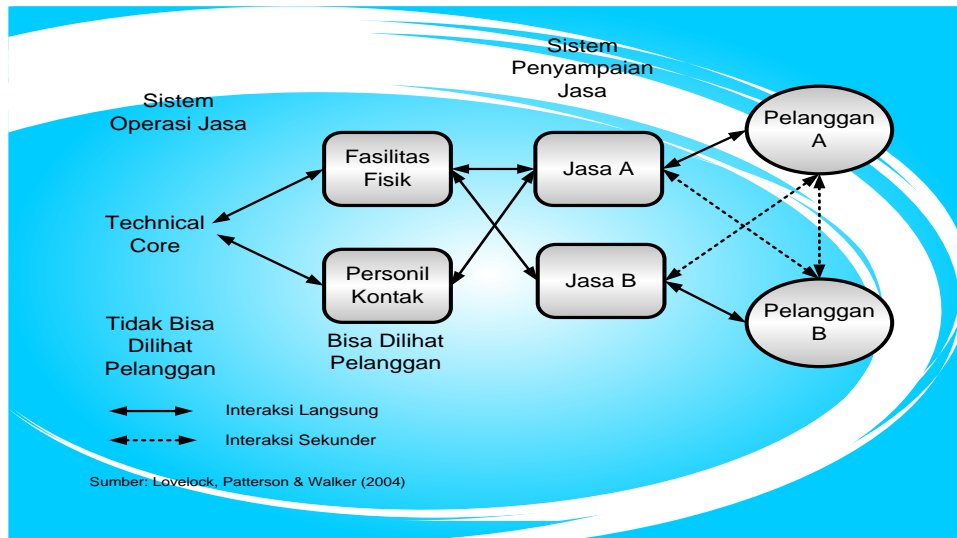 Sistem
Penyampaian
Jasa
Sistem
Operasi Jasa
Pelanggan
A
Fasilitas
Fisik
Jasa A
Technical
Core
Personil
Kontak
Jasa B
Pelanggan
B
Tidak Bisa
Dilihat
Pelanggan
Bisa Dilihat
Pelanggan
Interaksi Langsung
Interaksi Sekunder
Sumber: Lovelock, Patterson & Walker (2004)